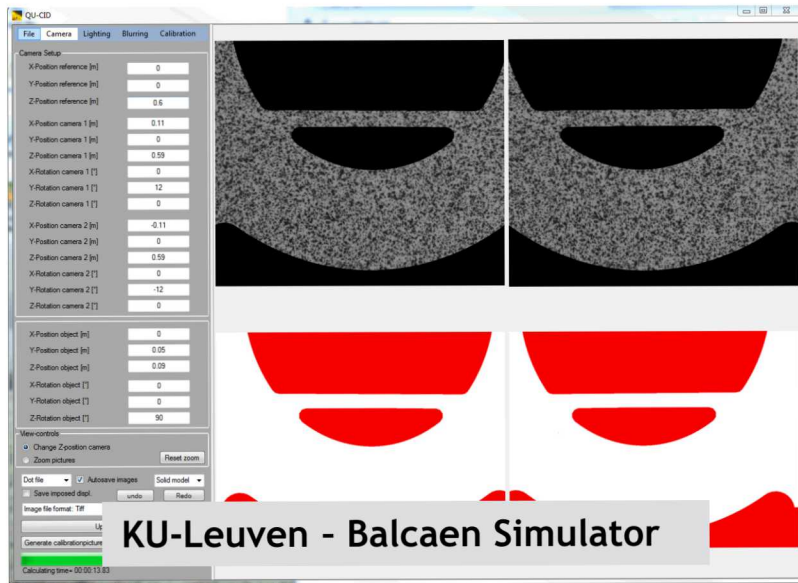 QU-CID
File Camera Lighting Blurring Calibration
Camera Setup
X-Position reference [m] 0
Y-Position reference [m] 0
Z-Position reference [m] 0.6
X-Position camera 1 [m] 0.11
Y-Position camera 1 [m] 0
Z-Position camera 1 [m] 0.59
X-Rotation camera 1 [°] 0
Y-Rotation camera 1 [°] 12
Z-Rotation camera 1 [°] 0
X-Position camera 2 [m] -0.11
Y-Position camera 2 [m] 0
Z-Position camera 2 [m] 0.59
X-Rotation camera 2 [°] 0
Y-Rotation camera 2 [°] -12
Z-Rotation camera 2 [°] 0
X-Position object [m] 0
Y-Position object [m] 0.05
Z-Position object [m] 0.09
X-Rotation object [°] 0
Y-Rotation object [°] 0
Z-Rotation object [°] 90
View-controls
Change Z-position camera
Zoom pictures Reset zoom
Dot file Autosave images Solid model
Save imposed displ. undo Redo
Image file format: Tiff
Generate calibrationpicture
Calculating time= 00:00:13.83
KU-Leuven - Balcaen Simulator